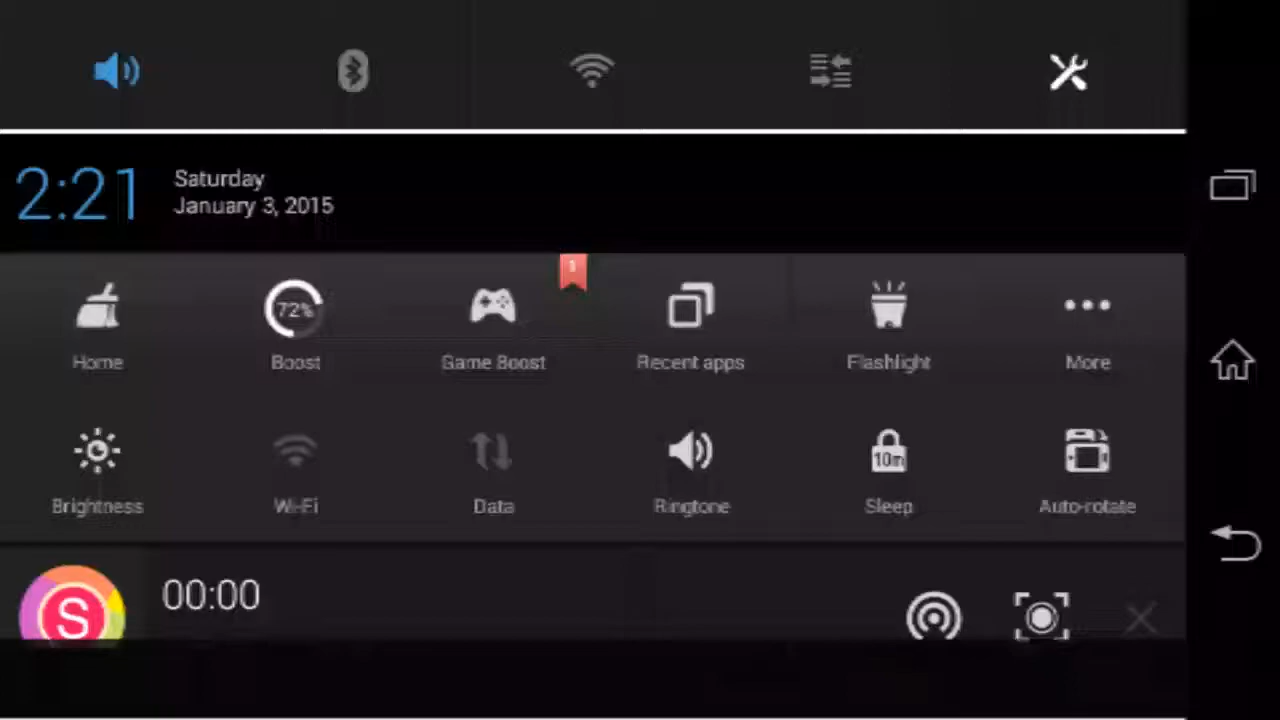 2:21
Saturday
January 3, 2015
1
72%
Home
Boost
Game Boost
Recent apps
Flashlight
More
10m
Brightness
Wi-Fi
Data
Ringtone
Sleep
Auto-rotate
S
00:00